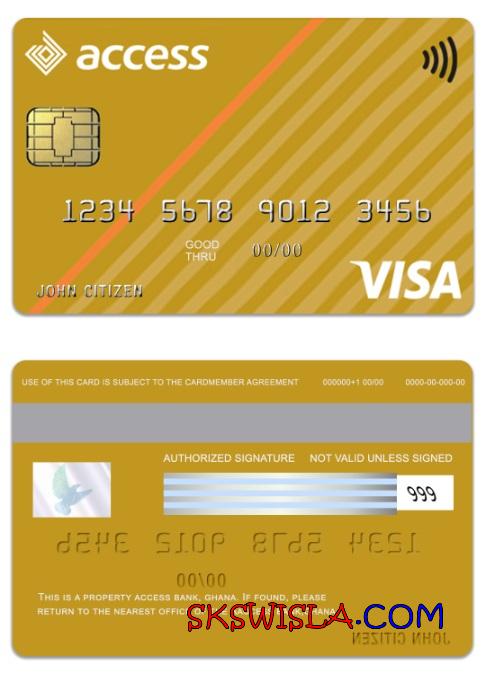 access
1234 5678 9012 3456
GOOD
THRU 00/00
JOHN CITIZEN
VISA
USE OF THIS CARD IS SUBJECT TO THE CARDMEMBER AGREEMENT 000000+1 00/00 0000-00-000-00
AUTHORIZED SIGNATURE NOT VALID UNLESS SIGNED
999
1234 5678 9012 3456
00/00
THIS IS A PROPERTY ACCESS BANK, GHANA. IF FOUND, PLEASE
RETURN TO THE NEAREST OFFICE
SKSWISLA.COM
JOHN CITIZEN